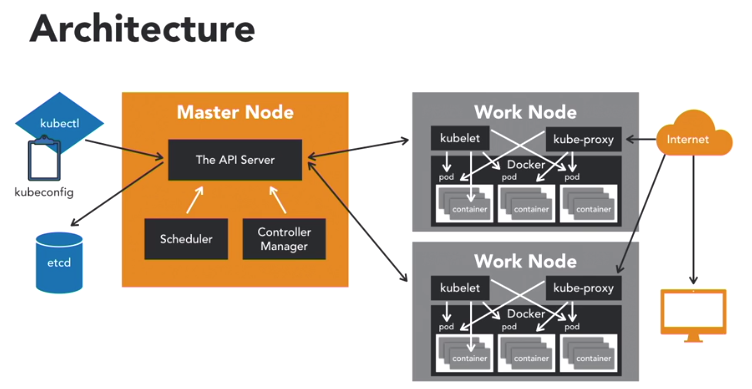 Architecture
kubectl
kubeconfig
etcd
Master Node
The API Server
Scheduler
Controller
Manager
Work Node
kubelet
kube-proxy
Docker
pod
pod
pod
container
container
container
Work Node
kubelet
kube-proxy
Docker
pod
pod
pod
container
container
container
Internet